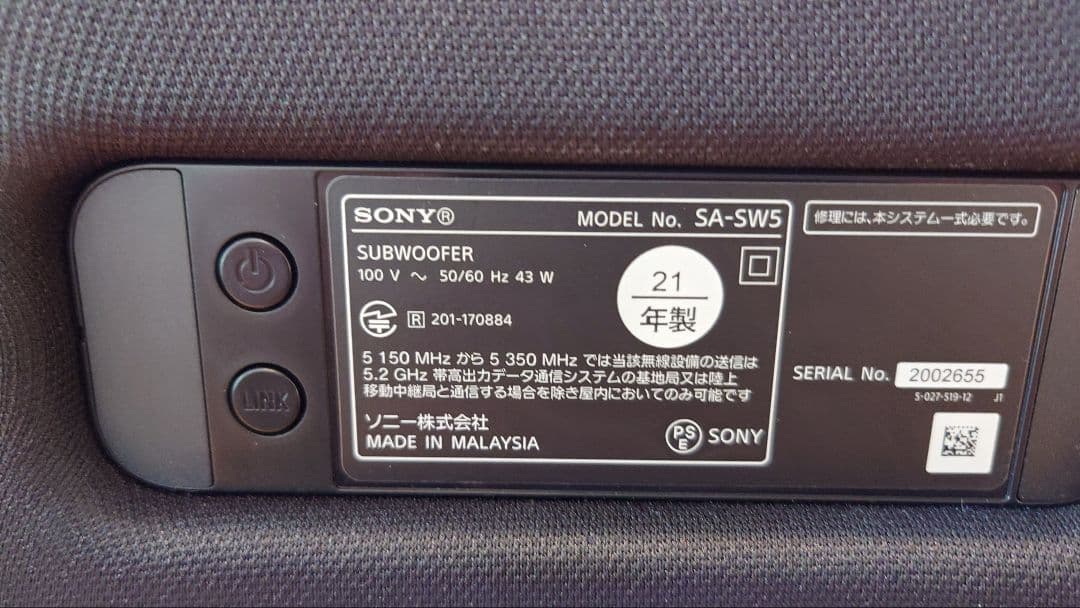 SONY®
MODEL No. SA-SW5
修理には、本システム一式必要です。
SUBWOOFER
100 V ～ 50/60 Hz 43 W
21
年製
R 201-170884
5 150 MHz から 5 350 MHz では当該無線設備の送信は
5.2 GHz 帯高出力データ通信システムの基地局又は陸上
移動中継局と通信する場合を除き屋内においてのみ可能です
ソニー株式会社
MADE IN MALAYSIA
PSE SONY
SERIAL No. 2002655
S-027-S19-12 J1
LINK